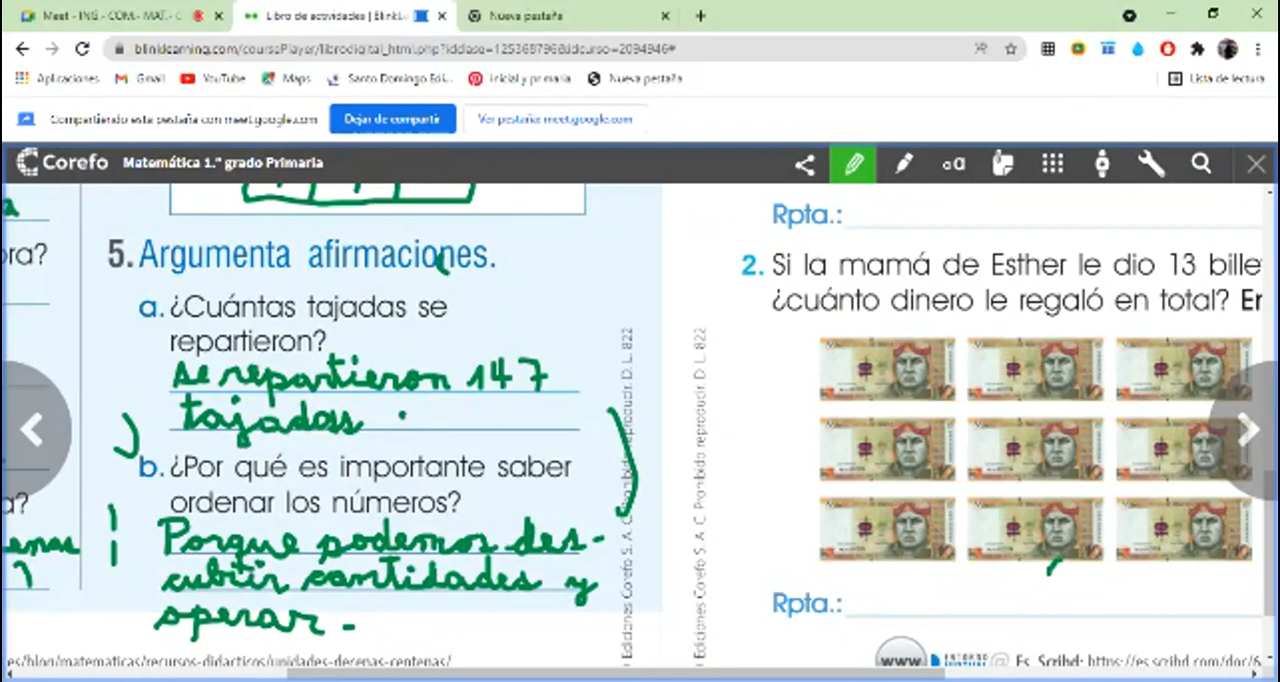 Meet - ING.- COM.- MAT.- C
Libro de actividades | BlinkL
Nueva pestaña
blinklearning.com/coursePlayer/librodigital_html.php?idclase=125368796&idcurso=2094946#
Aplicaciones Gmail YouTube Maps Santo Domingo Edi... Inicial y primaria Nueva pestaña Lista de lectura
Compartiendo esta pestaña con meet.google.com Dejar de compartir Ver pestaña: meet.google.com
Corefo Matemática 1.° grado Primaria
5. Argumenta afirmaciones.
a. ¿Cuántas tajadas se
repartieron?
Se repartieron 147
tajadas.
b. ¿Por qué es importante saber
ordenar los números?
Porque podemos des-
cubrir cantidades y
operar.
es/blog/matematicas/recursos-didacticos/unidades-decenas-centenas/
ora?
a?
enas
Ediciones Corefo S. A. C. Prohibido reproducir. D. L. 822
Ediciones Corefo S. A. C. Prohibido reproducir. D. L. 822
Rpta.:
2. Si la mamá de Esther le dio 13 bille
¿cuánto dinero le regaló en total? En
Rpta.:
www Es. Scribd: https://es.scribd.com/doc/6